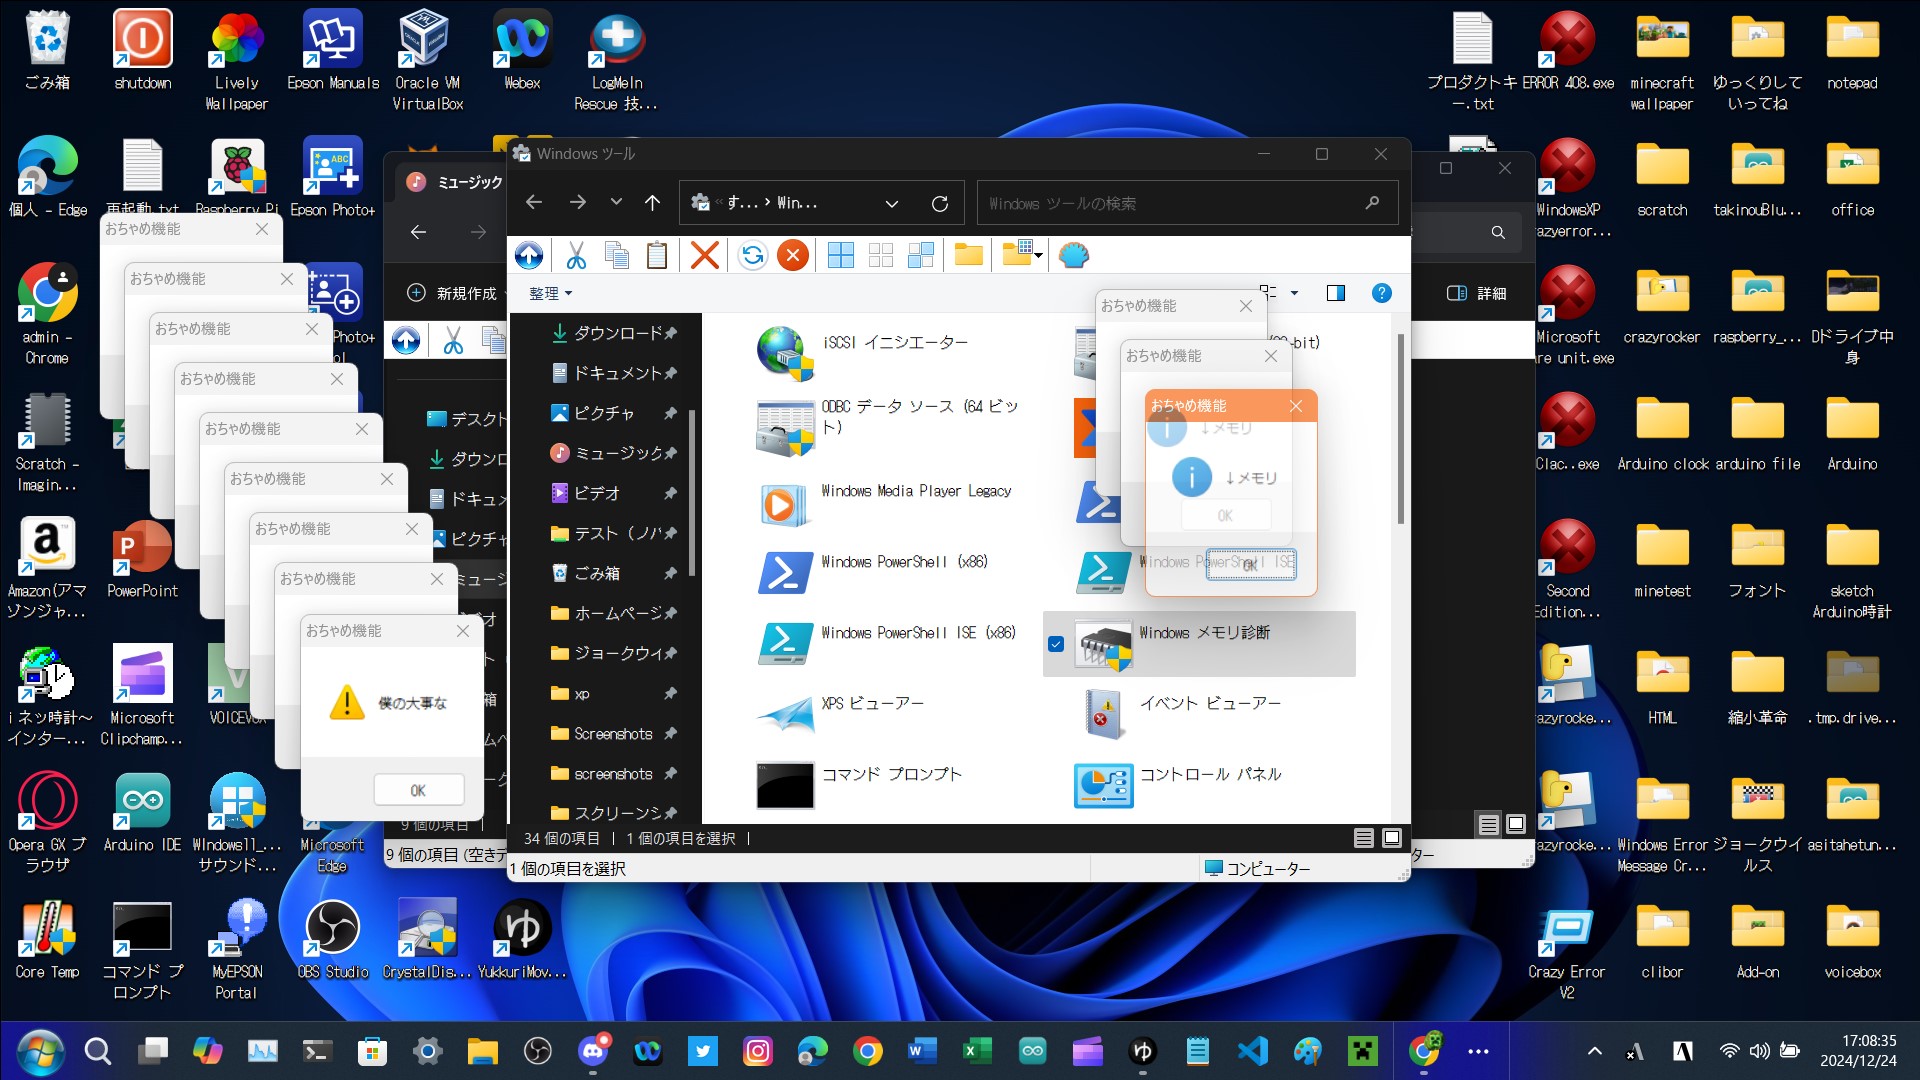 ごみ箱
shutdown
Lively
Wallpaper
Epson Manuals
Oracle VM
VirtualBox
Webex
LogMeIn
Rescue 技...
プロダクトキ
ー.txt
ERROR 408.exe
minecraft
wallpaper
ゆっくりして
いってね
notepad
個人 - Edge
再起動.txt
Raspberry Pi
Epson Photo+
scratch
takinouBlu...
office
WindowsXP
razyerror...
admin -
Chrome
Photo+
Microsoft
re unit.exe
crazyrocker
raspberry_...
Dドライブ中
身
Scratch -
Imagin...
Clac..exe
Arduino clock
arduino file
Arduino
Amazon(アマ
ゾンジャ...
PowerPoint
Second
Edition...
minetest
フォント
sketch
Arduino時計
iネッ時計～
インター...
Microsoft
Clipchamp...
VOICEVOX
razyrocke...
HTML
縮小革命
.tmp.drive...
Opera GX ブ
ラウザ
Arduino IDE
WIndows11_...
サウンド...
Microsoft
Edge
razyrocke...
Windows Error
Message Cr...
ジョークウイ
ルス
asitahetun...
Core Temp
コマンド プ
ロンプト
MyEPSON
Portal
OBS Studio
CrystalDis...
YukkuriMov...
Crazy Error
V2
clibor
Add-on
voicebox
おちゃめ機能
おちゃめ機能
おちゃめ機能
おちゃめ機能
おちゃめ機能
おちゃめ機能
おちゃめ機能
おちゃめ機能
おちゃめ機能
僕の大事な
OK
ミュージック
新規作成
詳細
デスクト
ダウンロ
ドキュメ
ピクチャ
ミュージ
9 個の項目
9 個の項目 (空きデ
ター
Windows ツール
す... › Win...
Windows ツールの検索
整理
ダウンロード
ドキュメント
ピクチャ
ミュージック
ビデオ
テスト (ノパ
ごみ箱
ホームページ
ジョークウイ
xp
Screenshots
screenshots
スクリーンシ
iSCSI イニシエーター
ODBC データ ソース (64 ビッ
ト)
Windows Media Player Legacy
Windows PowerShell (x86)
Windows PowerShell ISE
Windows PowerShell ISE (x86)
Windows メモリ診断
XPS ビューアー
イベント ビューアー
コマンド プロンプト
コントロール パネル
34 個の項目
1 個の項目を選択
1 個の項目を選択
コンピューター
おちゃめ機能
おちゃめ機能
おちゃめ機能
↓メモリ
↓メモリ
OK
OK
17:08:35
2024/12/24